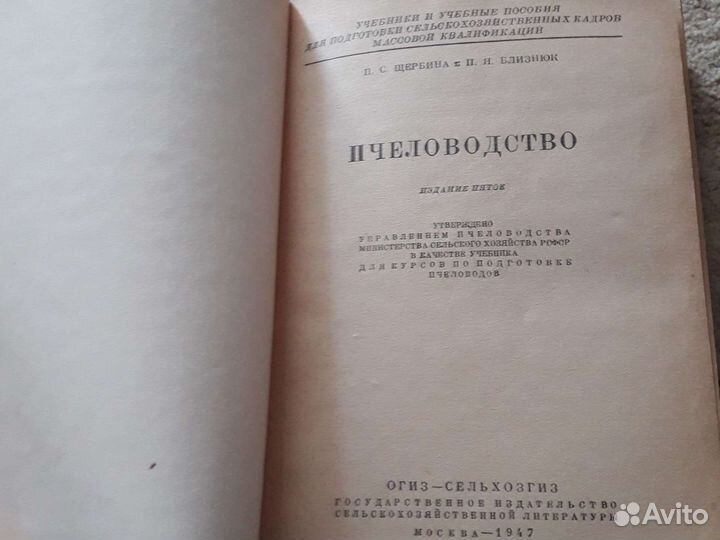 УЧЕБНИКИ И УЧЕБНЫЕ ПОСОБИЯ
ДЛЯ ПОДГОТОВКИ СЕЛЬСКОХОЗЯЙСТВЕННЫХ КАДРОВ
МАССОВОЙ КВАЛИФИКАЦИИ
П. С. ЩЕРБИНА и П. И. БЛИЗНЮК
ПЧЕЛОВОДСТВО
ИЗДАНИЕ ПЯТОЕ
УТВЕРЖДЕНО
УПРАВЛЕНИЕМ ПЧЕЛОВОДСТВА
МИНИСТЕРСТВА СЕЛЬСКОГО ХОЗЯЙСТВА РСФСР
В КАЧЕСТВЕ УЧЕБНИКА
ДЛЯ КУРСОВ ПО ПОДГОТОВКЕ
ПЧЕЛОВОДОВ
ОГИЗ—СЕЛЬХОЗГИЗ
ГОСУДАРСТВЕННОЕ ИЗДАТЕЛЬСТВО
СЕЛЬСКОХОЗЯЙСТВЕННОЙ ЛИТЕРАТУРЫ
МОСКВА—1947
Avito